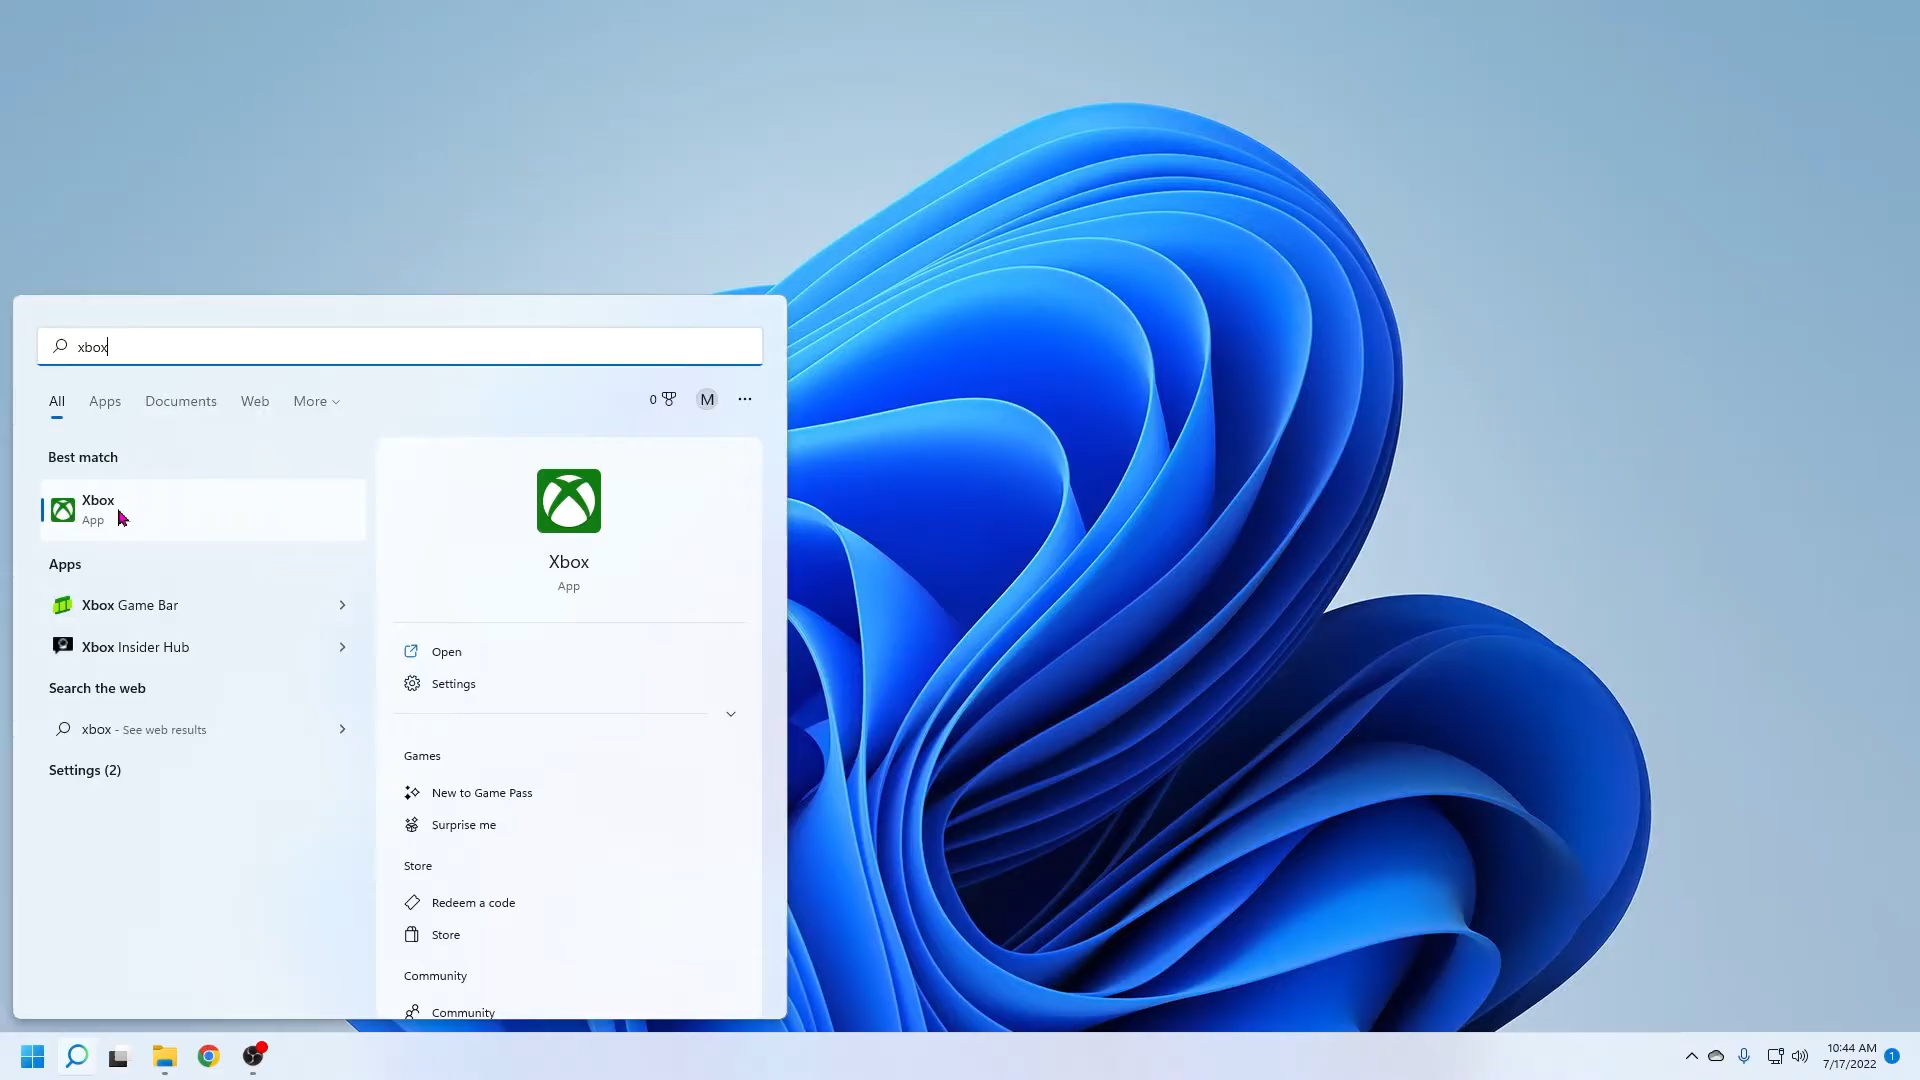 xbox
All Apps Documents Web More
0 M
Best match
Xbox
App
Apps
Xbox Game Bar
Xbox Insider Hub
Search the web
xbox - See web results
Settings (2)
Xbox
App
Open
Settings
Games
New to Game Pass
Surprise me
Store
Redeem a code
Store
Community
Community
10:44 AM
7/17/2022
1